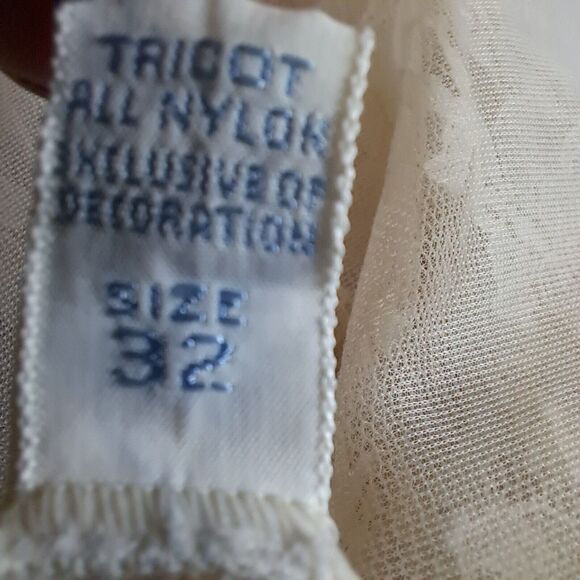 TRICOT
ALL NYLON
EXCLUSIVE OF
DECORATION
SIZE
32